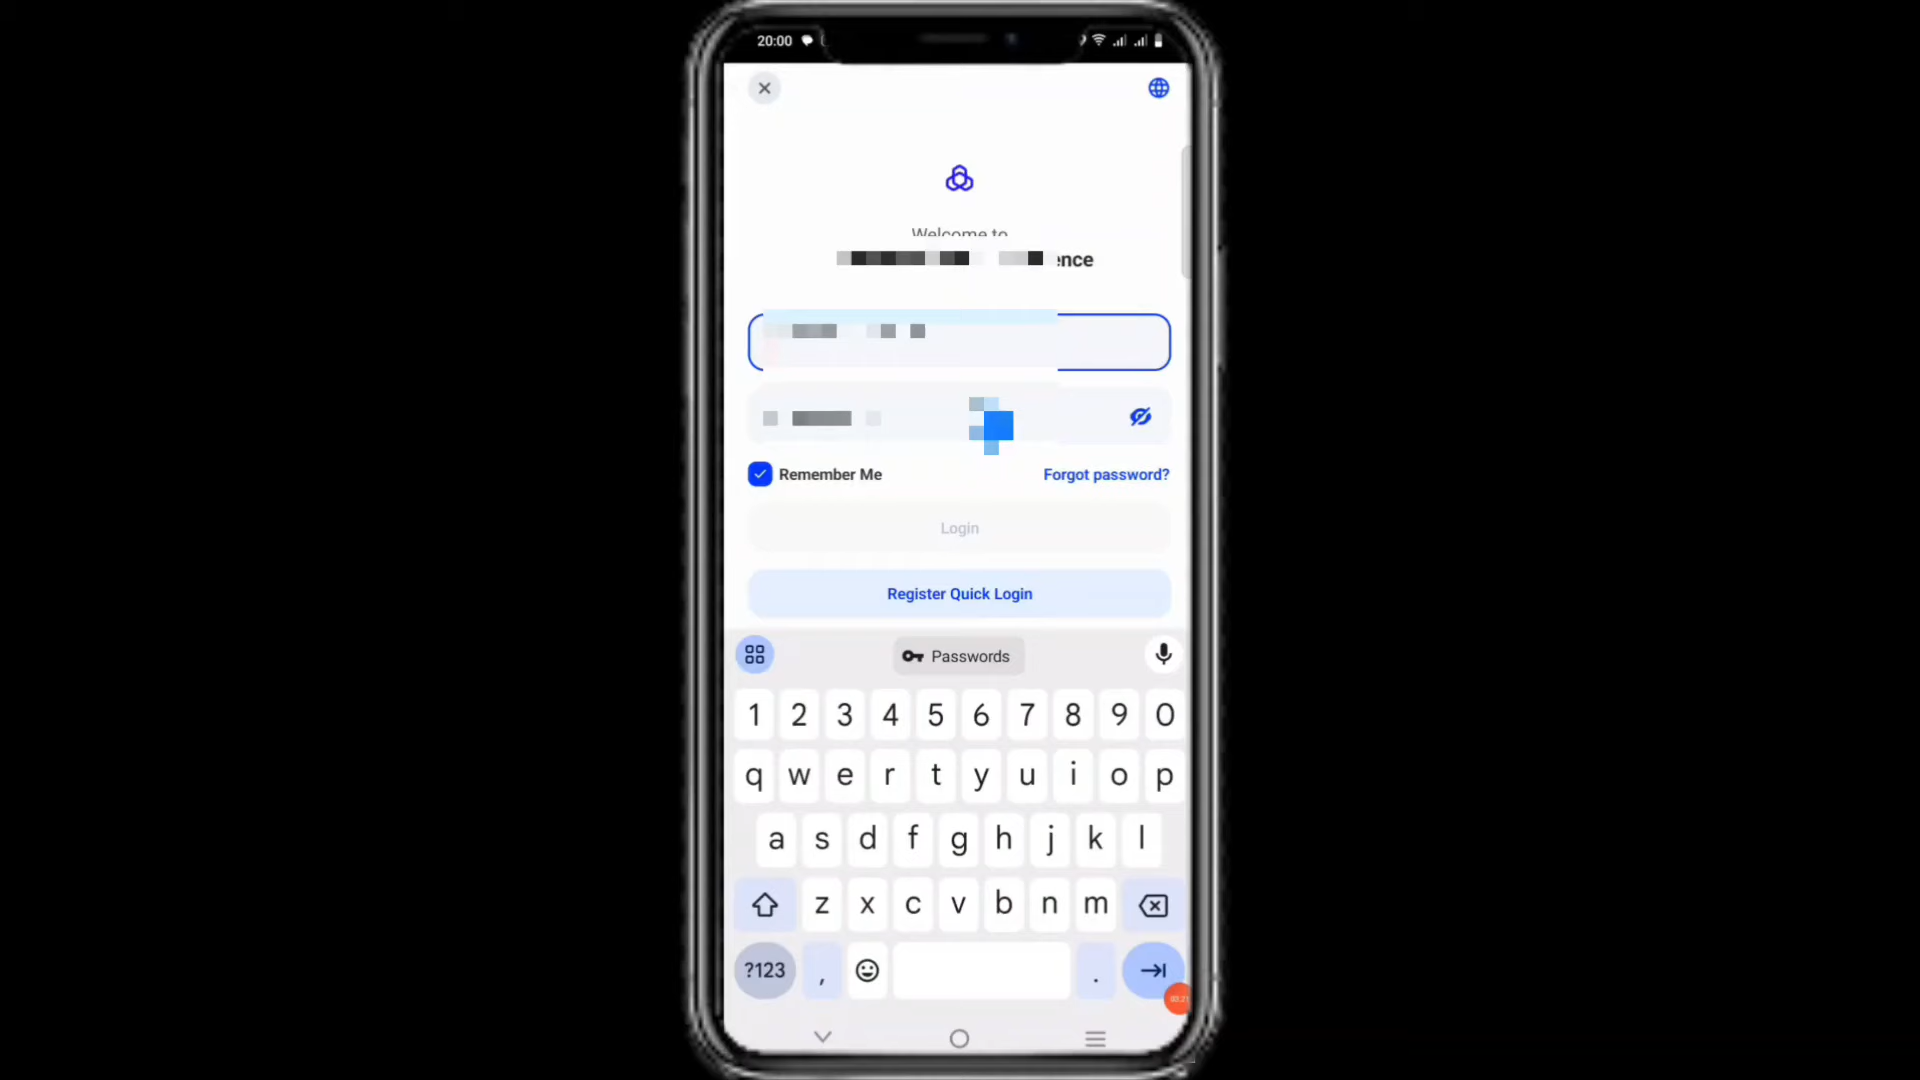 20:00
Welcome to
ence
Remember Me
Forgot password?
Login
Register Quick Login
Passwords
1 2 3 4 5 6 7 8 9 0
q w e r t y u i o p
a s d f g h j k l
z x c v b n m
?123 , .